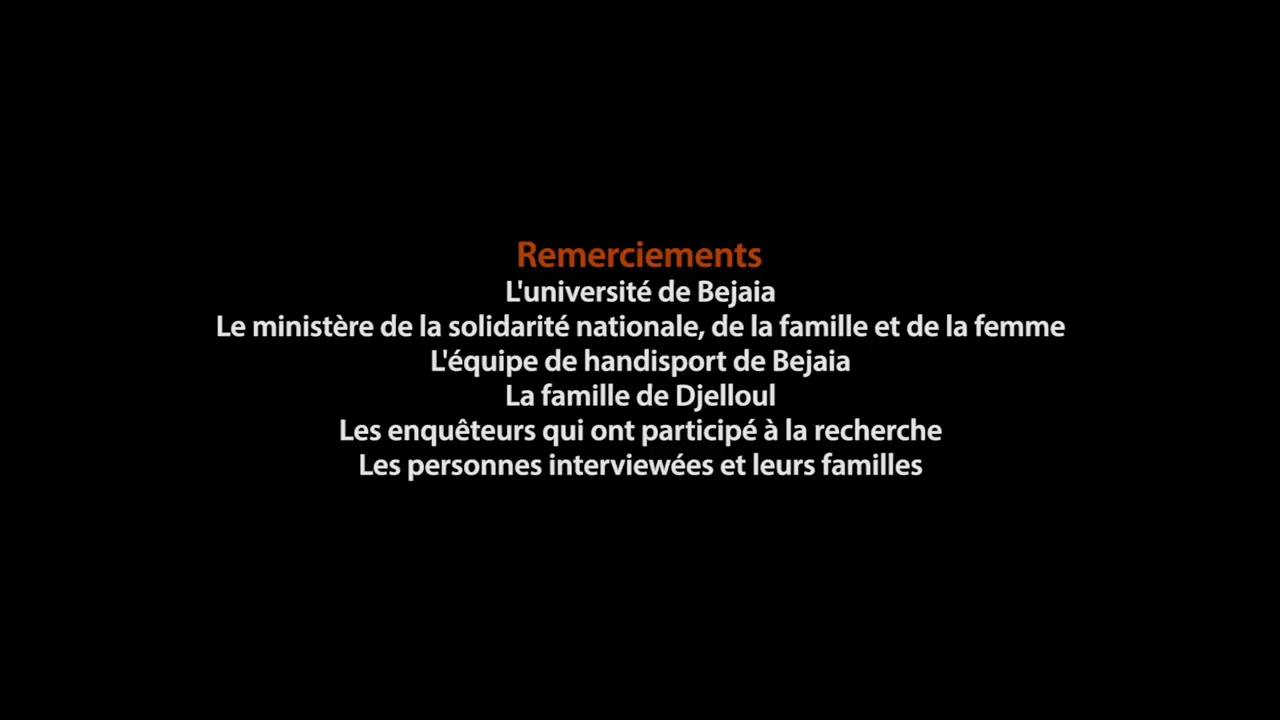 Remerciements
L'université de Bejaia
Le ministère de la solidarité nationale, de la famille et de la femme
L'équipe de handisport de Bejaia
La famille de Djelloul
Les enquêteurs qui ont participé à la recherche
Les personnes interviewées et leurs familles